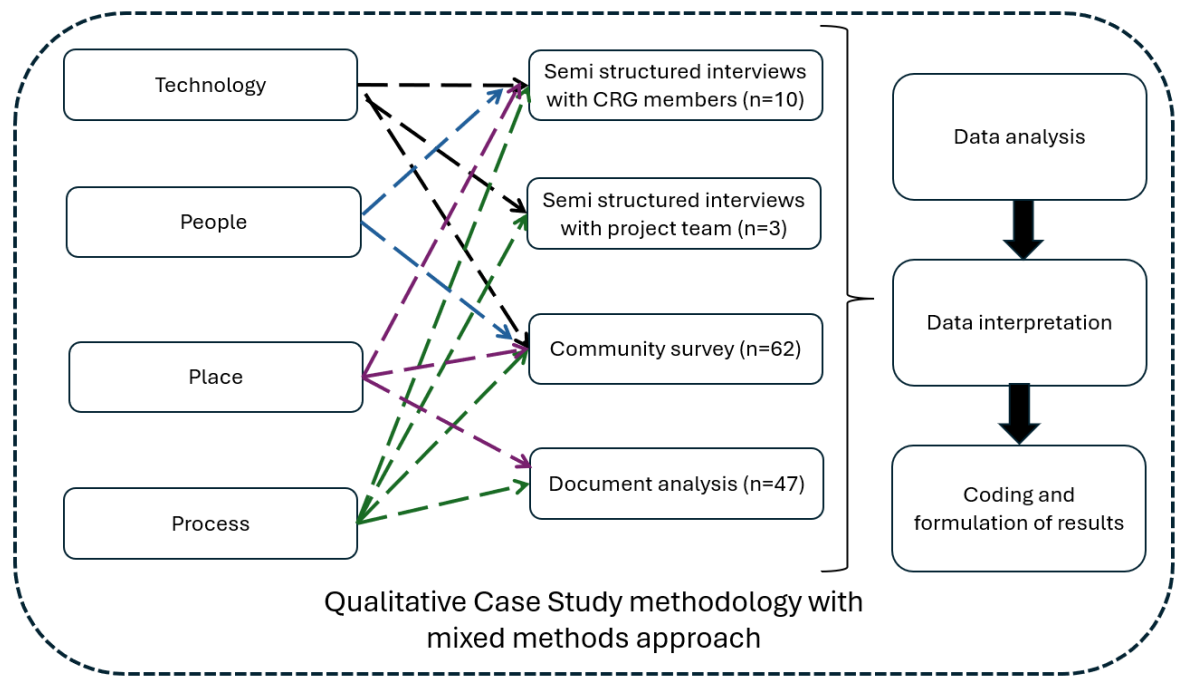 Technology
People
Place
Process
Semi structured interviews
with CRG members (n=10)
Semi structured interviews
with project team (n=3)
Community survey (n=62)
Document analysis (n=47)
Data analysis
Data interpretation
Coding and
formulation of results
Qualitative Case Study methodology with
mixed methods approach